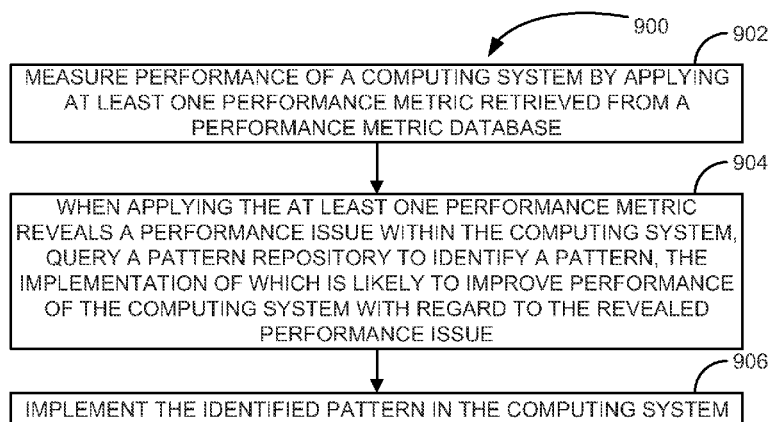 900
902
MEASURE PERFORMANCE OF A COMPUTING SYSTEM BY APPLYING
AT LEAST ONE PERFORMANCE METRIC RETRIEVED FROM A
PERFORMANCE METRIC DATABASE
904
WHEN APPLYING THE AT LEAST ONE PERFORMANCE METRIC
REVEALS A PERFORMANCE ISSUE WITHIN THE COMPUTING SYSTEM,
QUERY A PATTERN REPOSITORY TO IDENTIFY A PATTERN, THE
IMPLEMENTATION OF WHICH IS LIKELY TO IMPROVE PERFORMANCE
OF THE COMPUTING SYSTEM WITH REGARD TO THE REVEALED
PERFORMANCE ISSUE
906
IMPLEMENT THE IDENTIFIED PATTERN IN THE COMPUTING SYSTEM